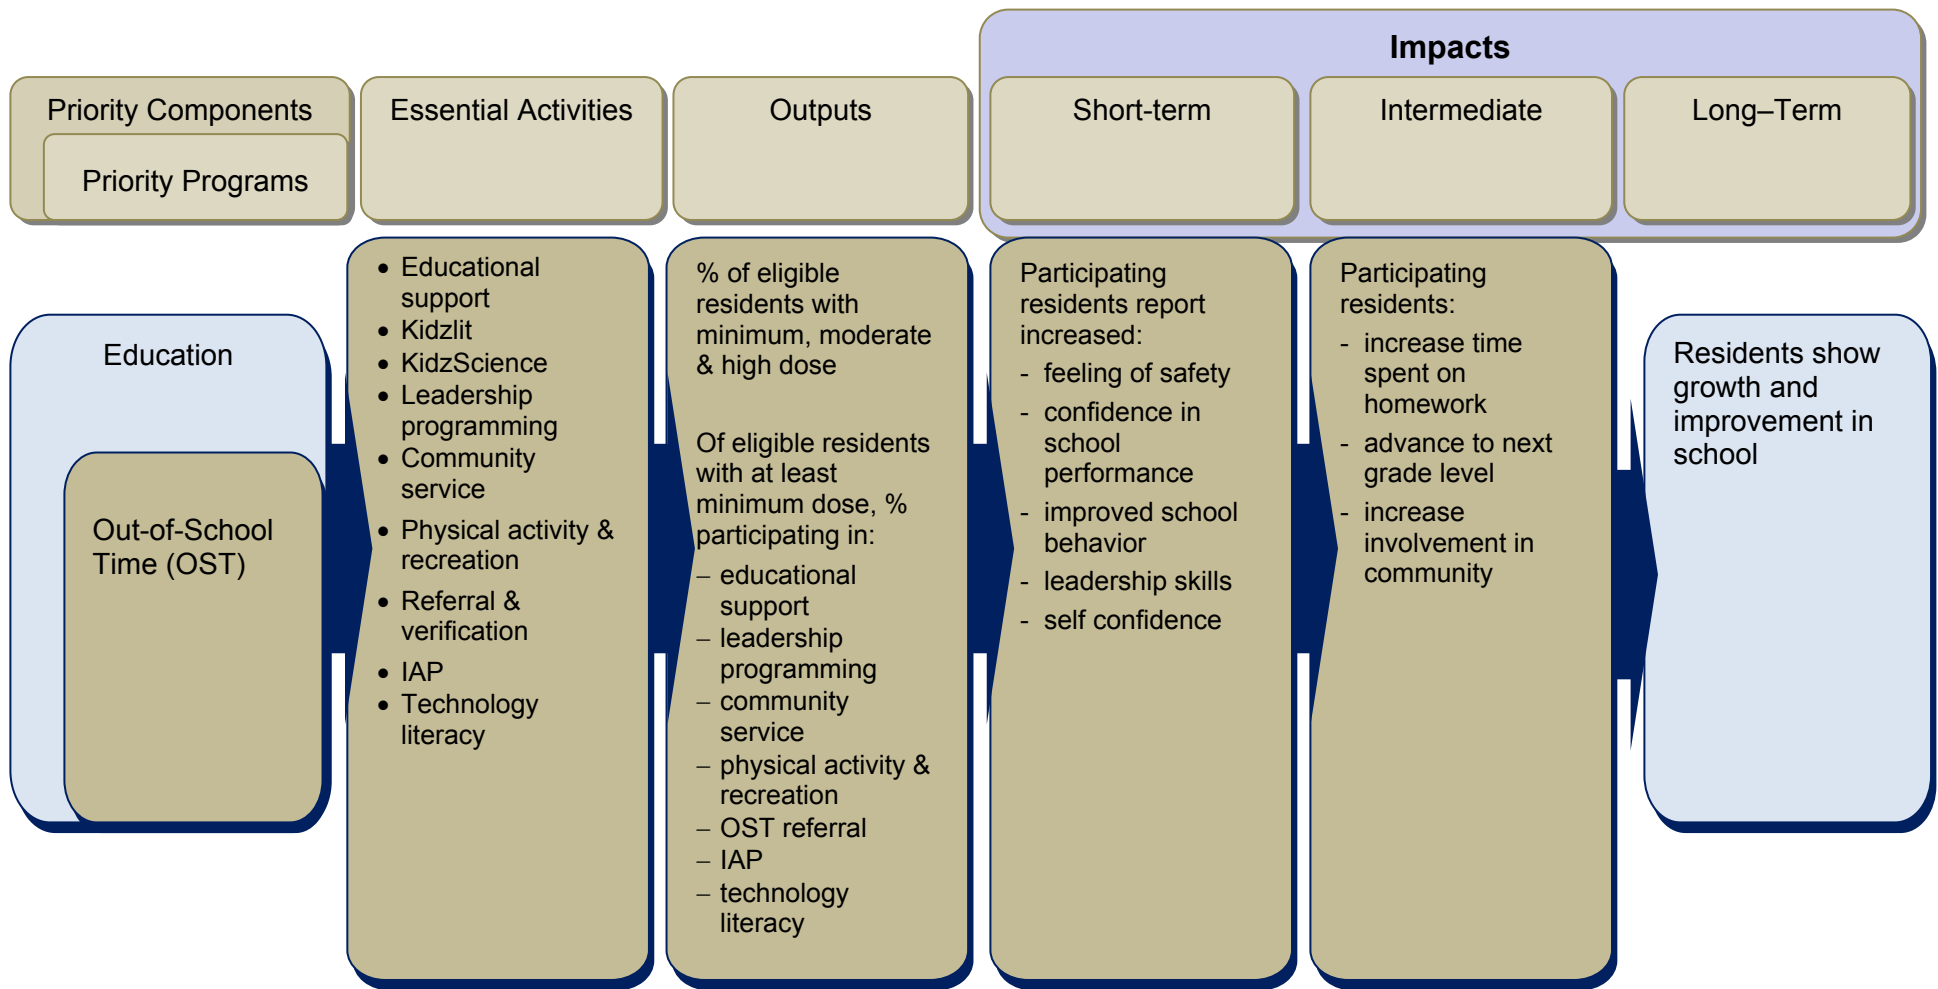 Impacts
Priority Components
Priority Programs
Essential Activities
Outputs
Short-term
Intermediate
Long–Term
Education
Out-of-School
Time (OST)
• Educational
support
• Kidzlit
• KidzScience
• Leadership
programming
• Community
service
• Physical activity &
recreation
• Referral &
verification
• IAP
• Technology
literacy
% of eligible
residents with
minimum, moderate
& high dose
Of eligible residents
with at least
minimum dose, %
participating in:
– educational
support
– leadership
programming
– community
service
– physical activity &
recreation
– OST referral
– IAP
– technology
literacy
Participating
residents report
increased:
- feeling of safety
- confidence in
school
performance
- improved school
behavior
- leadership skills
- self confidence
Participating
residents:
- increase time
spent on
homework
- advance to next
grade level
- increase
involvement in
community
Residents show
growth and
improvement in
school